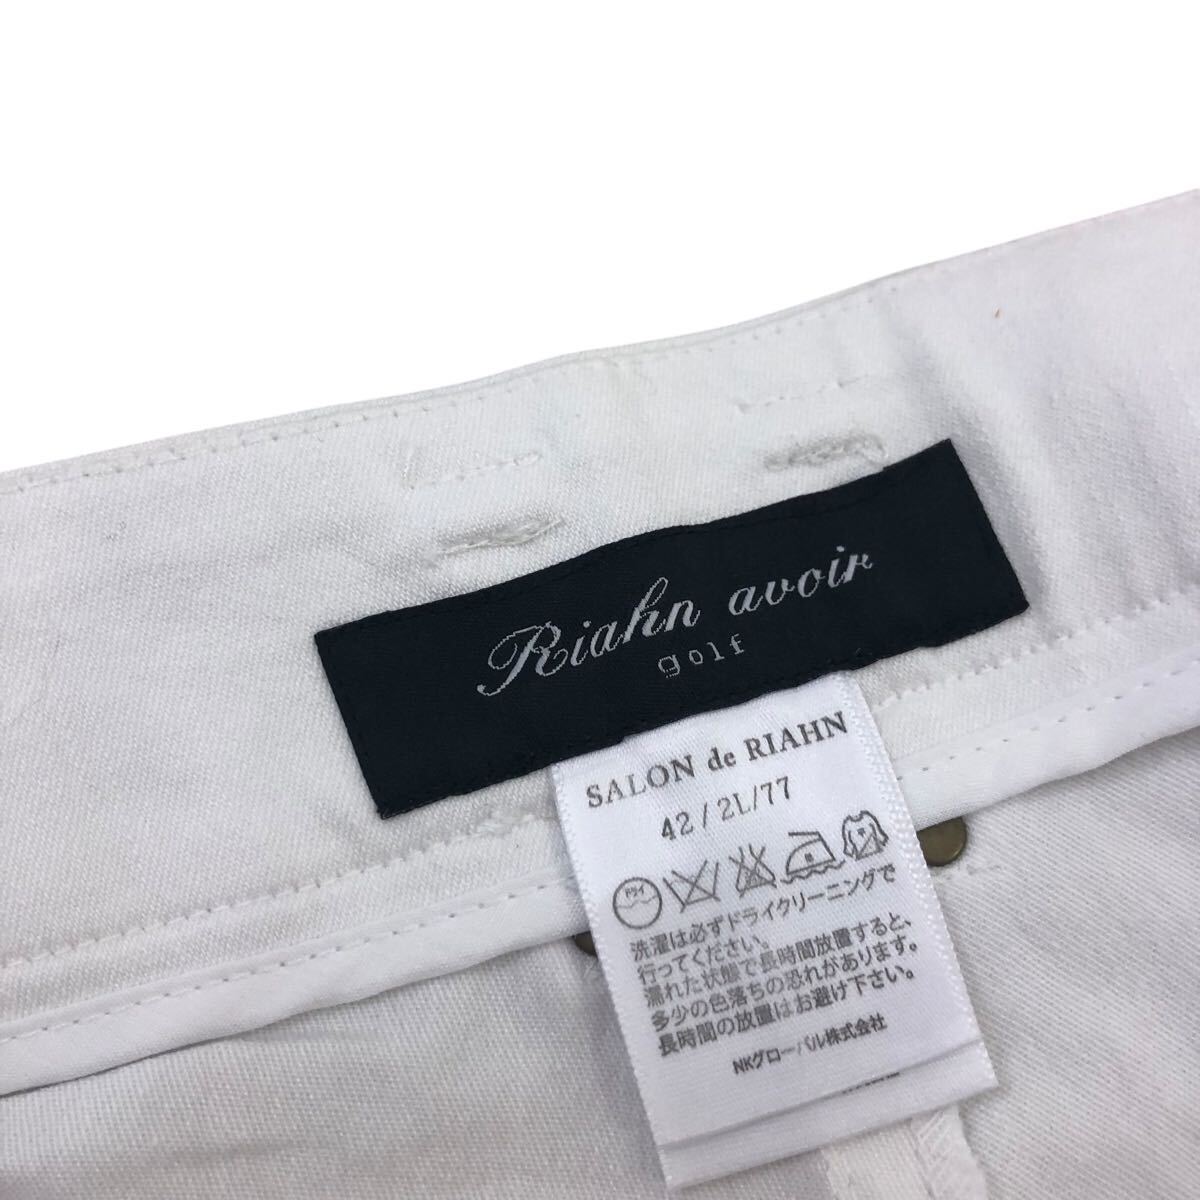 Riahn avoir
golf
SALON de RIAHN
42/2L/77
ドライ
洗濯は必ずドライクリーニングで
行ってください。
濡れた状態で長時間放置すると、
多少の色落ちの恐れがあります。
長時間の放置はお避け下さい。
NKグローバル株式会社